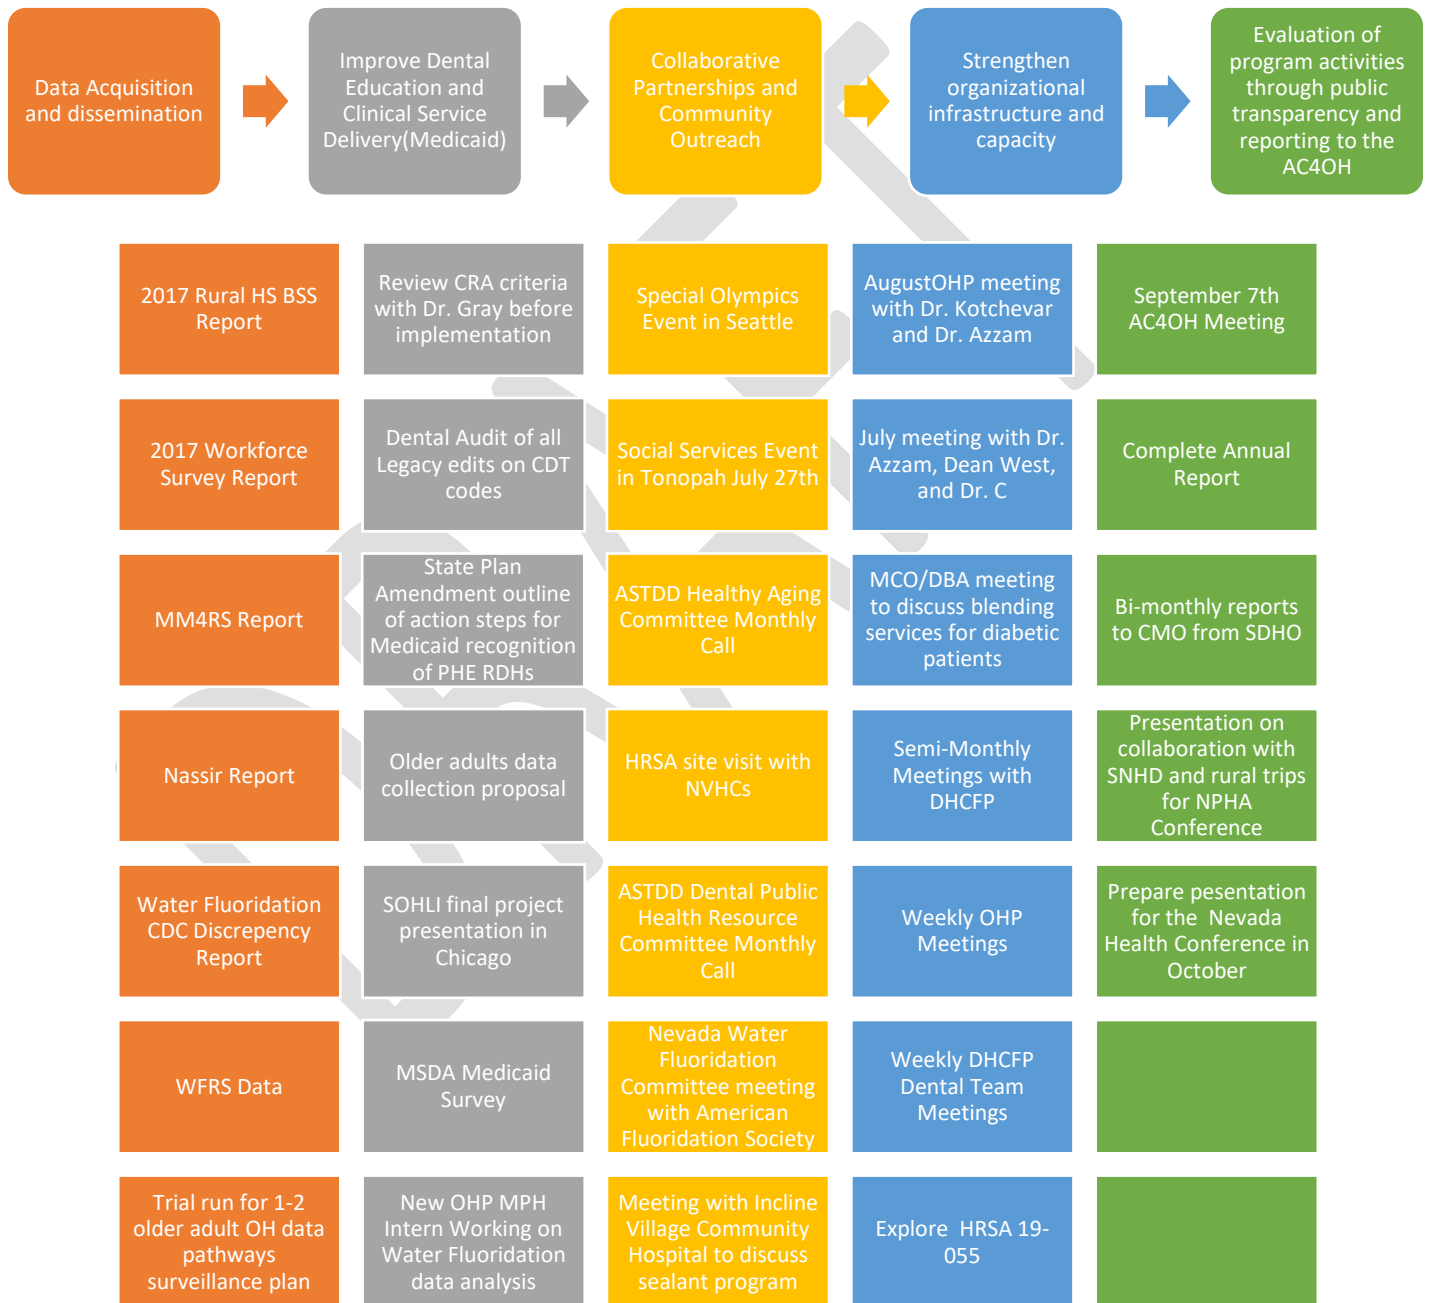 Data Acquisition
and dissemination
Improve Dental
Education and
Clinical Service
Delivery(Medicaid)
Collaborative
Partnerships and
Community
Outreach
Strengthen
organizational
infrastructure and
capacity
Evaluation of
program activities
through public
transparency and
reporting to the
AC4OH
2017 Rural HS BSS
Report
Review CRA criteria
with Dr. Gray before
implementation
Special Olympics
Event in Seattle
AugustOHP meeting
with Dr. Kotchevar
and Dr. Azzam
September 7th
AC4OH Meeting
2017 Workforce
Survey Report
Dental Audit of all
Legacy edits on CDT
codes
Social Services Event
in Tonopah July 27th
July meeting with Dr.
Azzam, Dean West,
and Dr. C
Complete Annual
Report
MM4RS Report
State Plan
Amendment outline
of action steps for
Medicaid recognition
of PHE RDHs
ASTDD Healthy Aging
Committee Monthly
Call
MCO/DBA meeting
to discuss blending
services for diabetic
patients
Bi-monthly reports
to CMO from SDHO
Nassir Report
Older adults data
collection proposal
HRSA site visit with
NVHCs
Semi-Monthly
Meetings with
DHCFP
Presentation on
collaboration with
SNHD and rural trips
for NPHA
Conference
Water Fluoridation
CDC Discrepency
Report
SOHLI final project
presentation in
Chicago
ASTDD Dental Public
Health Resource
Committee Monthly
Call
Weekly OHP
Meetings
Prepare pesentation
for the Nevada
Health Conference in
October
WFRS Data
MSDA Medicaid
Survey
Nevada Water
Fluoridation
Committee meeting
with American
Fluoridation Society
Weekly DHCFP
Dental Team
Meetings
Trial run for 1-2
older adult OH data
pathways
surveillance plan
New OHP MPH
Intern Working on
Water Fluoridation
data analysis
Meeting with Incline
Village Community
Hospital to discuss
sealant program
Explore HRSA 19-
055